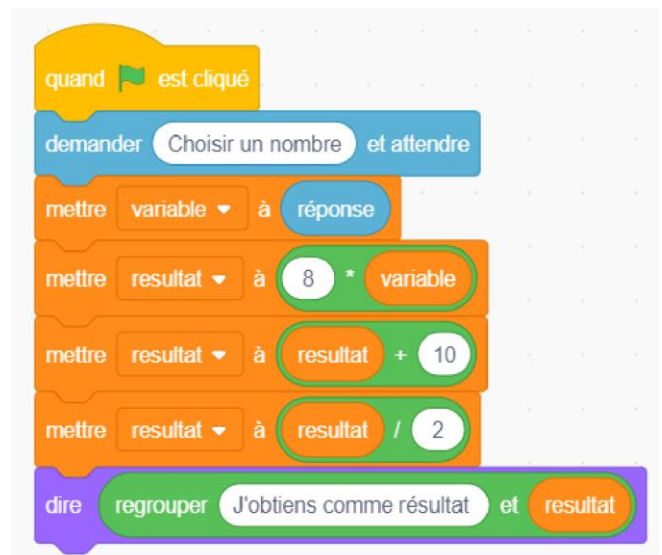 quand est cliqué
demander Choisir un nombre et attendre
mettre variable à réponse
mettre resultat à 8 * variable
mettre resultat à resultat + 10
mettre resultat à resultat / 2
dire regrouper J'obtiens comme résultat et resultat